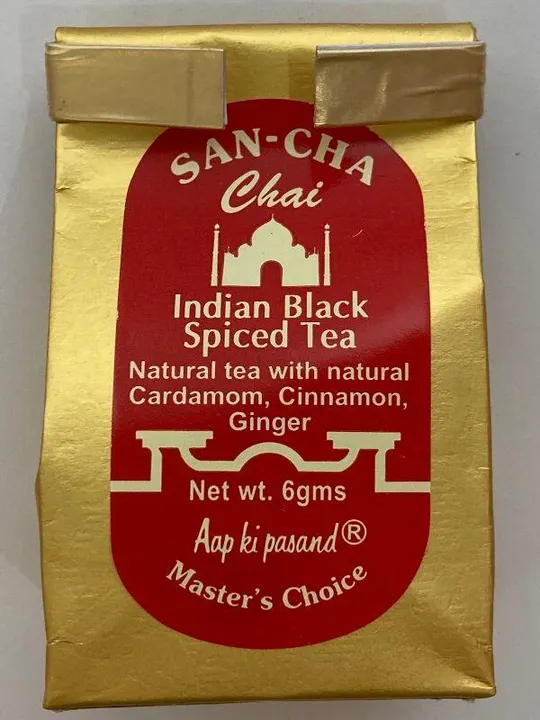 SAN-CHA
Chai
Indian Black
Spiced Tea
Natural tea with natural
Cardamom, Cinnamon,
Ginger
Net wt. 6gms
Aap ki pasand®
Master's Choice